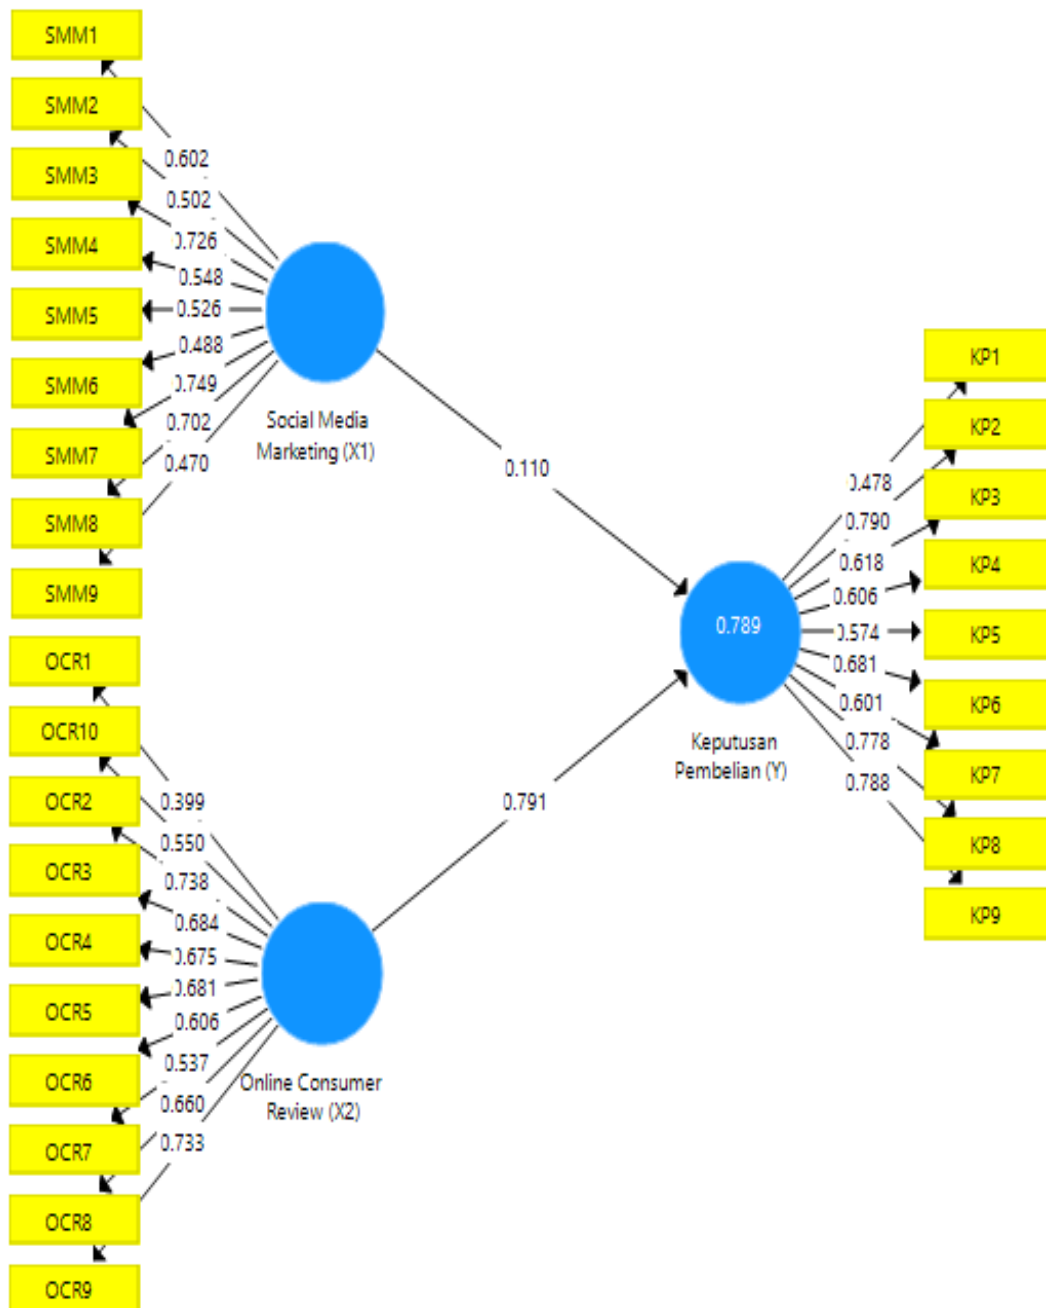 SMM1
SMM2
SMM3
SMM4
SMM5
SMM6
SMM7
SMM8
SMM9
0.602
0.502
0.726
0.548
0.526
0.488
0.749
0.702
0.470
Social Media
Marketing (X1)
0.110
OCR1
OCR10
OCR2
OCR3
OCR4
OCR5
OCR6
OCR7
OCR8
OCR9
0.399
0.550
0.738
0.684
0.675
0.681
0.606
0.537
0.660
0.733
Online Consumer
Review (X2)
0.791
0.789
Keputusan
Pembelian (Y)
0.478
0.790
0.618
0.606
0.574
0.681
0.601
0.778
0.788
KP1
KP2
KP3
KP4
KP5
KP6
KP7
KP8
KP9